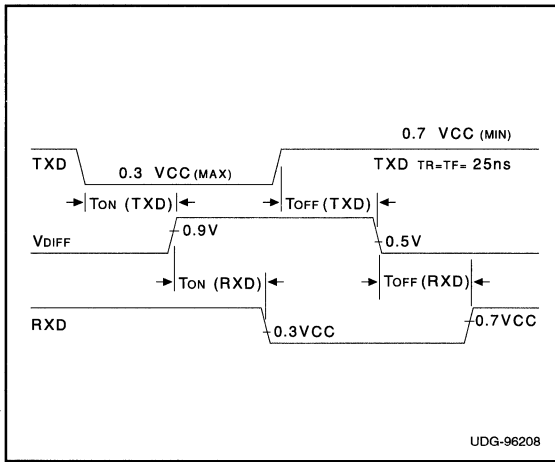 0.7 VCC (MIN)
TXD
0.3 VCC (MAX)
TXD TR=TF= 25ns
TON (TXD)
TOFF (TXD)
0.9V
VDIFF
0.5V
TON (RXD)
TOFF (RXD)
RXD
0.3VCC
0.7VCC
UDG-96208